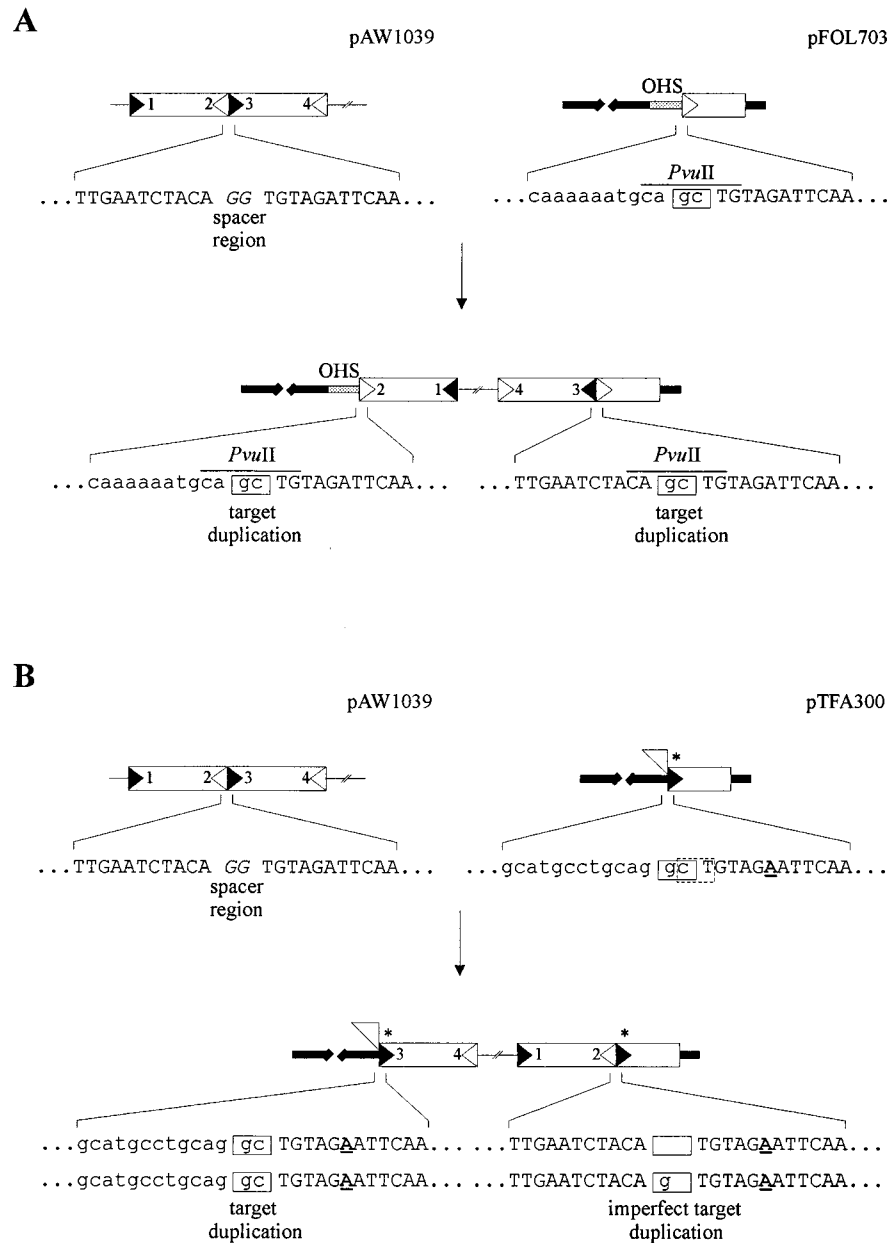 A
pAW1039 pFOL703
OHS
1 2 3 4
PvuII
...TTGAATCTACA GG TGTAGATTCAA... ...caaaaaatgca gc TGTAGATTCAA...
spacer
region
OHS
2 1 4 3
PvuII PvuII
...caaaaaatgca gc TGTAGATTCAA... ...TTGAATCTACA gc TGTAGATTCAA...
target target
duplication duplication
B
pAW1039 pTFA300
*
1 2 3 4
...TTGAATCTACA GG TGTAGATTCAA... ...gcatgcctgcag gc TGTAGAATTCAA...
spacer
region
* *
3 4 1 2
...gcatgcctgcag gc TGTAGAATTCAA... ...TTGAATCTACA TGTAGAATTCAA...
...gcatgcctgcag gc TGTAGAATTCAA... ...TTGAATCTACA g TGTAGAATTCAA...
target imperfect target
duplication duplication